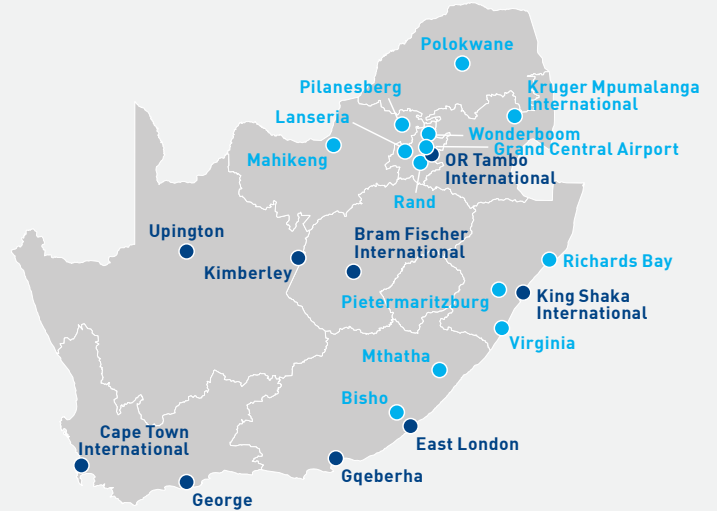 Polokwane
Pilanesberg
Kruger Mpumalanga
International
Lanseria
Wonderboom
Grand Central Airport
Mahikeng
OR Tambo
International
Rand
Upington
Bram Fischer
International
Kimberley
Richards Bay
Pietermaritzburg
King Shaka
International
Virginia
Mthatha
Bisho
Cape Town
International
East London
Gqeberha
George